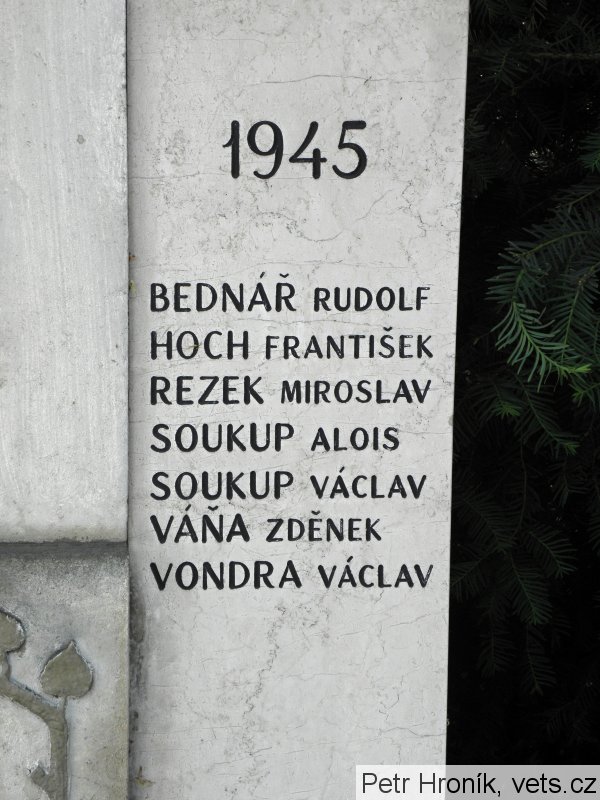 1945
BEDNÁŘ RUDOLF
HOCH FRANTIŠEK
REZEK MIROSLAV
SOUKUP ALOIS
SOUKUP VÁCLAV
VÁŇA ZDĚNEK
VONDRA VÁCLAV
Petr Hroník, vets.cz